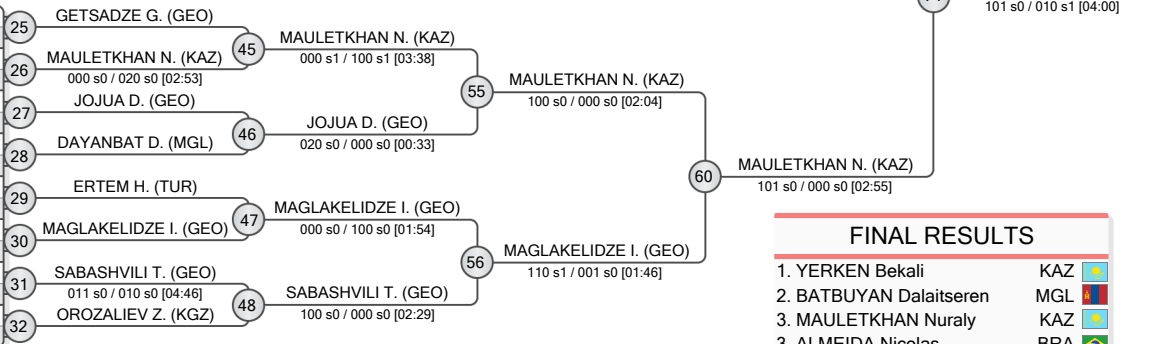 101 s0 / 010 s1 [04:00]
25
GETSADZE G. (GEO)
45
MAULETKHAN N. (KAZ)
000 s1 / 100 s1 [03:38]
26
MAULETKHAN N. (KAZ)
000 s0 / 020 s0 [02:53]
55
MAULETKHAN N. (KAZ)
100 s0 / 000 s0 [02:04]
27
JOJUA D. (GEO)
46
JOJUA D. (GEO)
020 s0 / 000 s0 [00:33]
28
DAYANBAT D. (MGL)
60
MAULETKHAN N. (KAZ)
101 s0 / 000 s0 [02:55]
29
ERTEM H. (TUR)
47
MAGLAKELIDZE I. (GEO)
000 s0 / 100 s0 [01:54]
30
MAGLAKELIDZE I. (GEO)
56
MAGLAKELIDZE I. (GEO)
110 s1 / 001 s0 [01:46]
31
SABASHVILI T. (GEO)
011 s0 / 010 s0 [04:46]
48
SABASHVILI T. (GEO)
100 s0 / 000 s0 [02:29]
32
OROZALIEV Z. (KGZ)
FINAL RESULTS
1. YERKEN Bekali KAZ
2. BATBUYAN Dalaitseren MGL
3. MAULETKHAN Nuraly KAZ
3. ALMEIDA Nicolas BRA